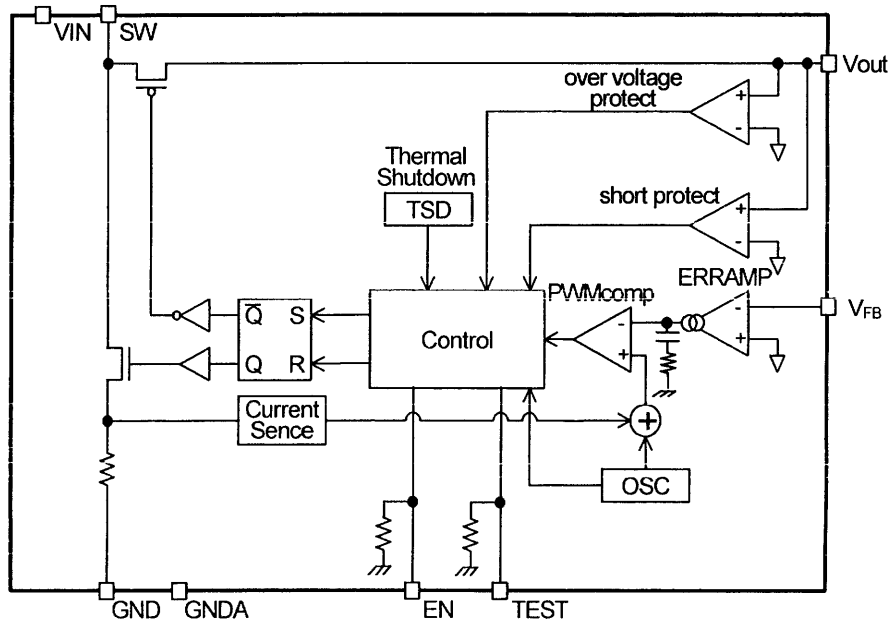 VIN SW
Vout
over voltage
protect
+
-
Thermal
Shutdown
TSD
short protect
+
-
ERRAMP
PWMcomp
VFB
-
+
-
+
Q̅ S
Q R
Control
Current
Sence
+
OSC
GND GNDA EN TEST